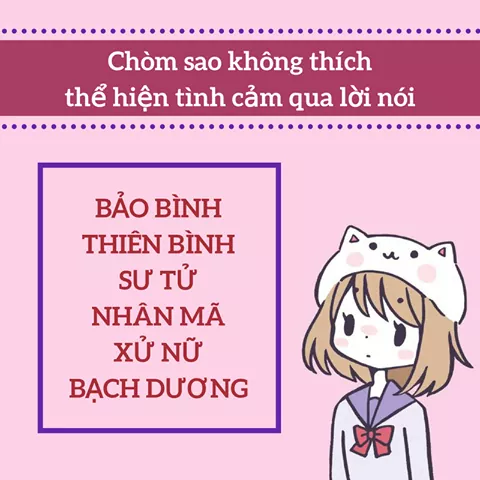 Chòm sao không thích
thể hiện tình cảm qua lời nói
BẢO BÌNH
THIÊN BÌNH
SƯ TỬ
NHÂN MÃ
XỬ NỮ
BẠCH DƯƠNG